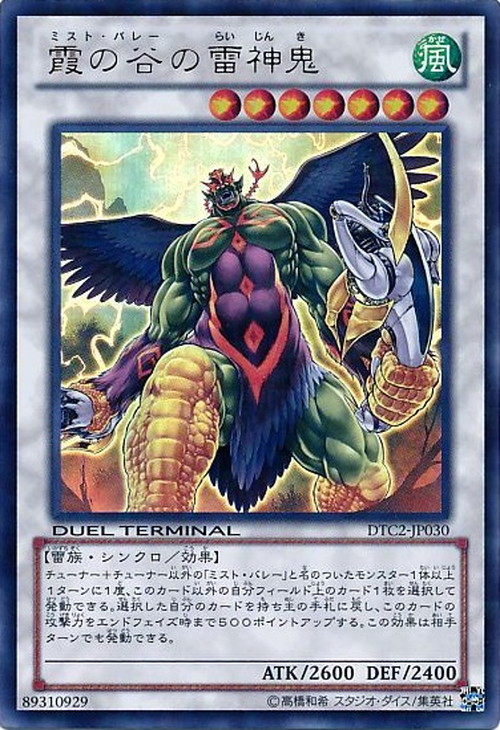 ミスト・バレー らいじんき
霞の谷の雷神鬼
かぜ
風
DUEL TERMINAL DTC2-JP030
【雷族・シンクロ／効果】
チューナー＋チューナー以外の「ミスト・バレー」と名のついたモンスター1体以上
1ターンに1度、このカード以外の自分フィールド上のカード1枚を選択して
発動できる。選択した自分のカードを持ち主の手札に戻し、このカードの
攻撃力をエンドフェイズ時まで500ポイントアップする。この効果は相手
ターンでも発動できる。
ATK/2600 DEF/2400
89310929 ©高橋和希 スタジオ・ダイス/集英社